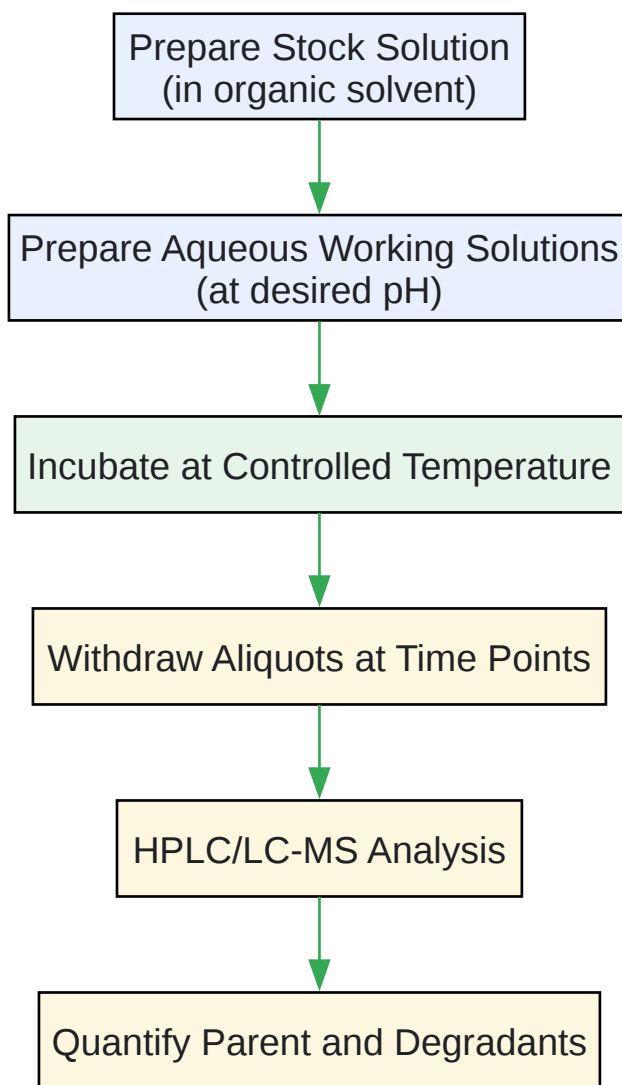 Prepare Stock Solution
(in organic solvent)
Prepare Aqueous Working Solutions
(at desired pH)
Incubate at Controlled Temperature
Withdraw Aliquots at Time Points
HPLC/LC-MS Analysis
Quantify Parent and Degradants